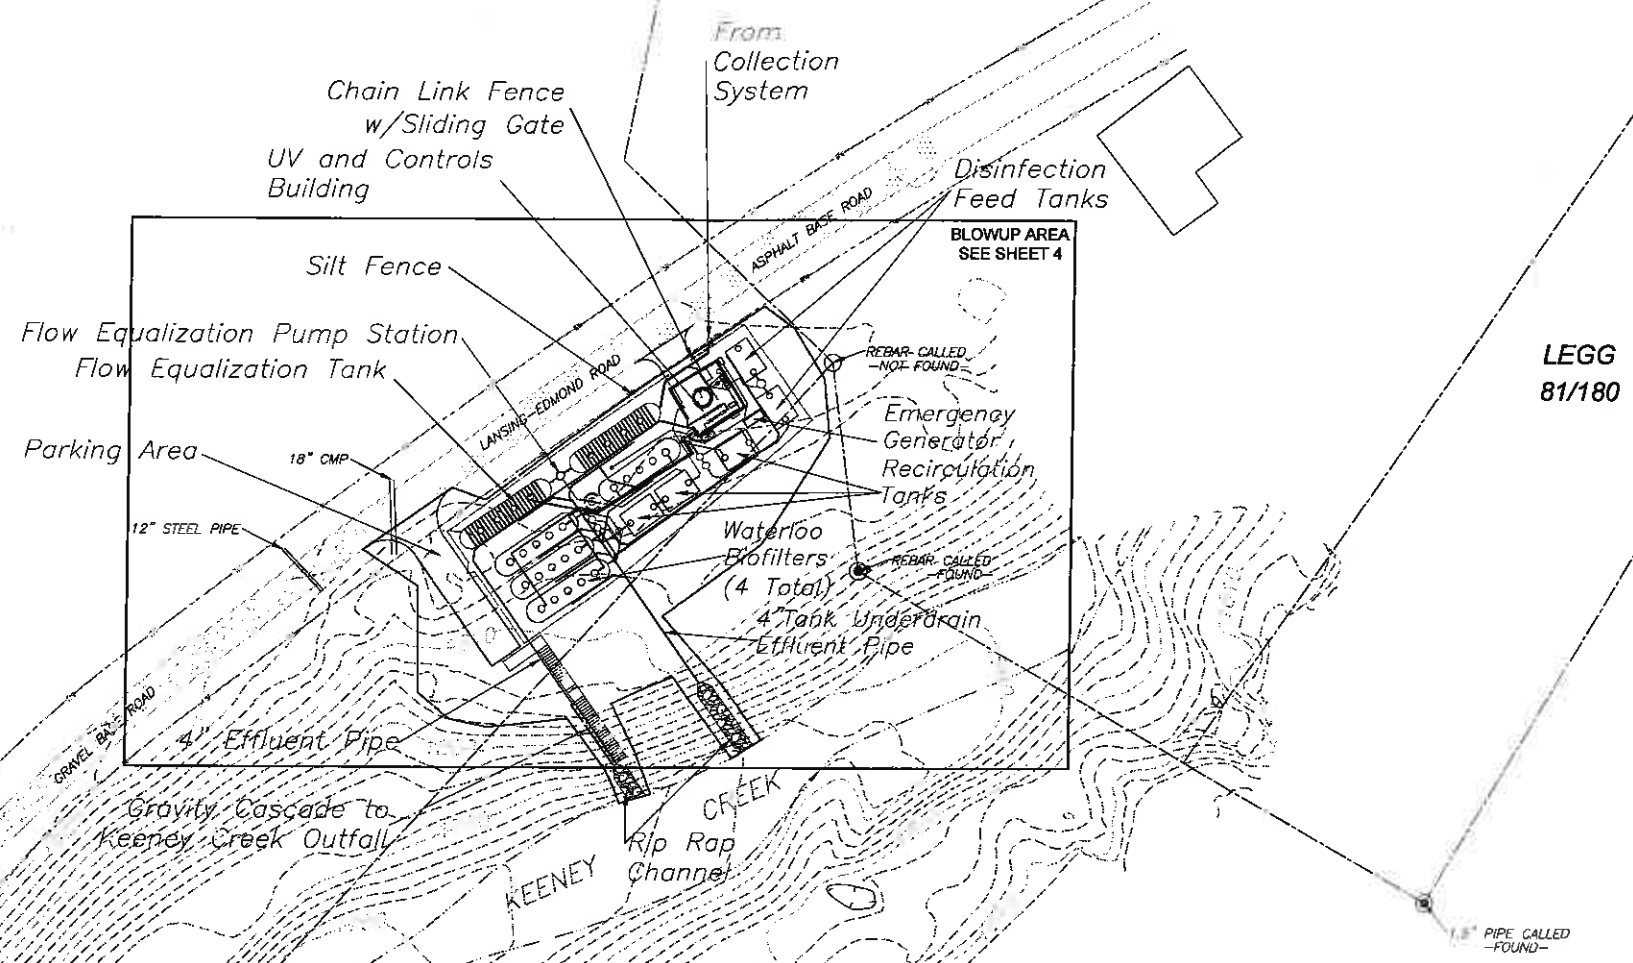 From
Collection
System
Chain Link Fence
w/Sliding Gate
UV and Controls
Building
Disinfection
Feed Tanks
ASPHALT BASE ROAD
BLOWUP AREA
SEE SHEET 4
Silt Fence
Flow Equalization Pump Station
Flow Equalization Tank
LANSING-EDMOND ROAD
REBAR CALLED
-NOT FOUND-
LEGG
81/180
Parking Area
18" CMP
Emergency
Generator
Recirculation
Tanks
12" STEEL PIPE
Waterloo
Biofilters
(4 Total)
REBAR CALLED
-FOUND-
4" Tank Underdrain
Effluent Pipe
GRAVEL BASE ROAD
4" Effluent Pipe
Gravity Cascade to
Keeney Creek Outfall
Rip Rap
Channel
KEENEY CREEK
1.5" PIPE CALLED
-FOUND-